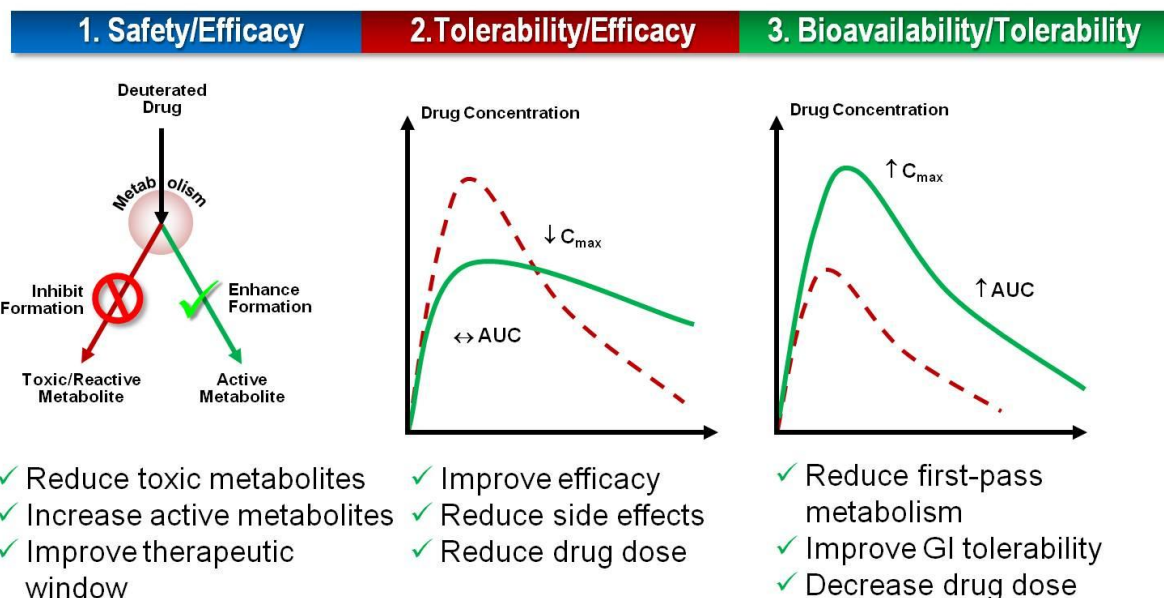 1. Safety/Efficacy
2.Tolerability/Efficacy
3. Bioavailability/Tolerability
Deuterated
Drug
Metabolism
Inhibit
Formation
Enhance
Formation
Toxic/Reactive
Metabolite
Active
Metabolite
✓ Reduce toxic metabolites
✓ Increase active metabolites
✓ Improve therapeutic
window
Drug Concentration
↓ Cmax
↔ AUC
✓ Improve efficacy
✓ Reduce side effects
✓ Reduce drug dose
Drug Concentration
↑ Cmax
↑ AUC
✓ Reduce first-pass
metabolism
✓ Improve GI tolerability
✓ Decrease drug dose